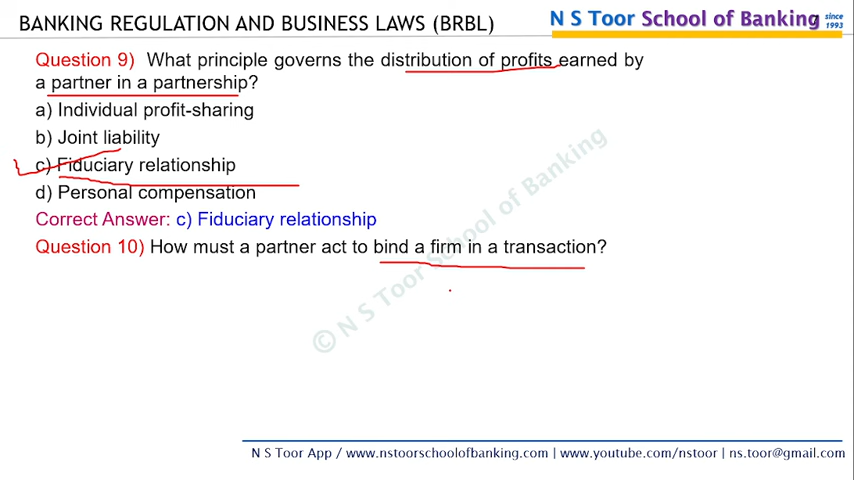 BANKING REGULATION AND BUSINESS LAWS (BRBL)
N S Toor School of Banking since 1993
Question 9) What principle governs the distribution of profits earned by
a partner in a partnership?
a) Individual profit-sharing
b) Joint liability
c) Fiduciary relationship
d) Personal compensation
Correct Answer: c) Fiduciary relationship
Question 10) How must a partner act to bind a firm in a transaction?
© N S Toor School of Banking
N S Toor App / www.nstoorschoolofbanking.com | www.youtube.com/nstoor | ns.toor@gmail.com